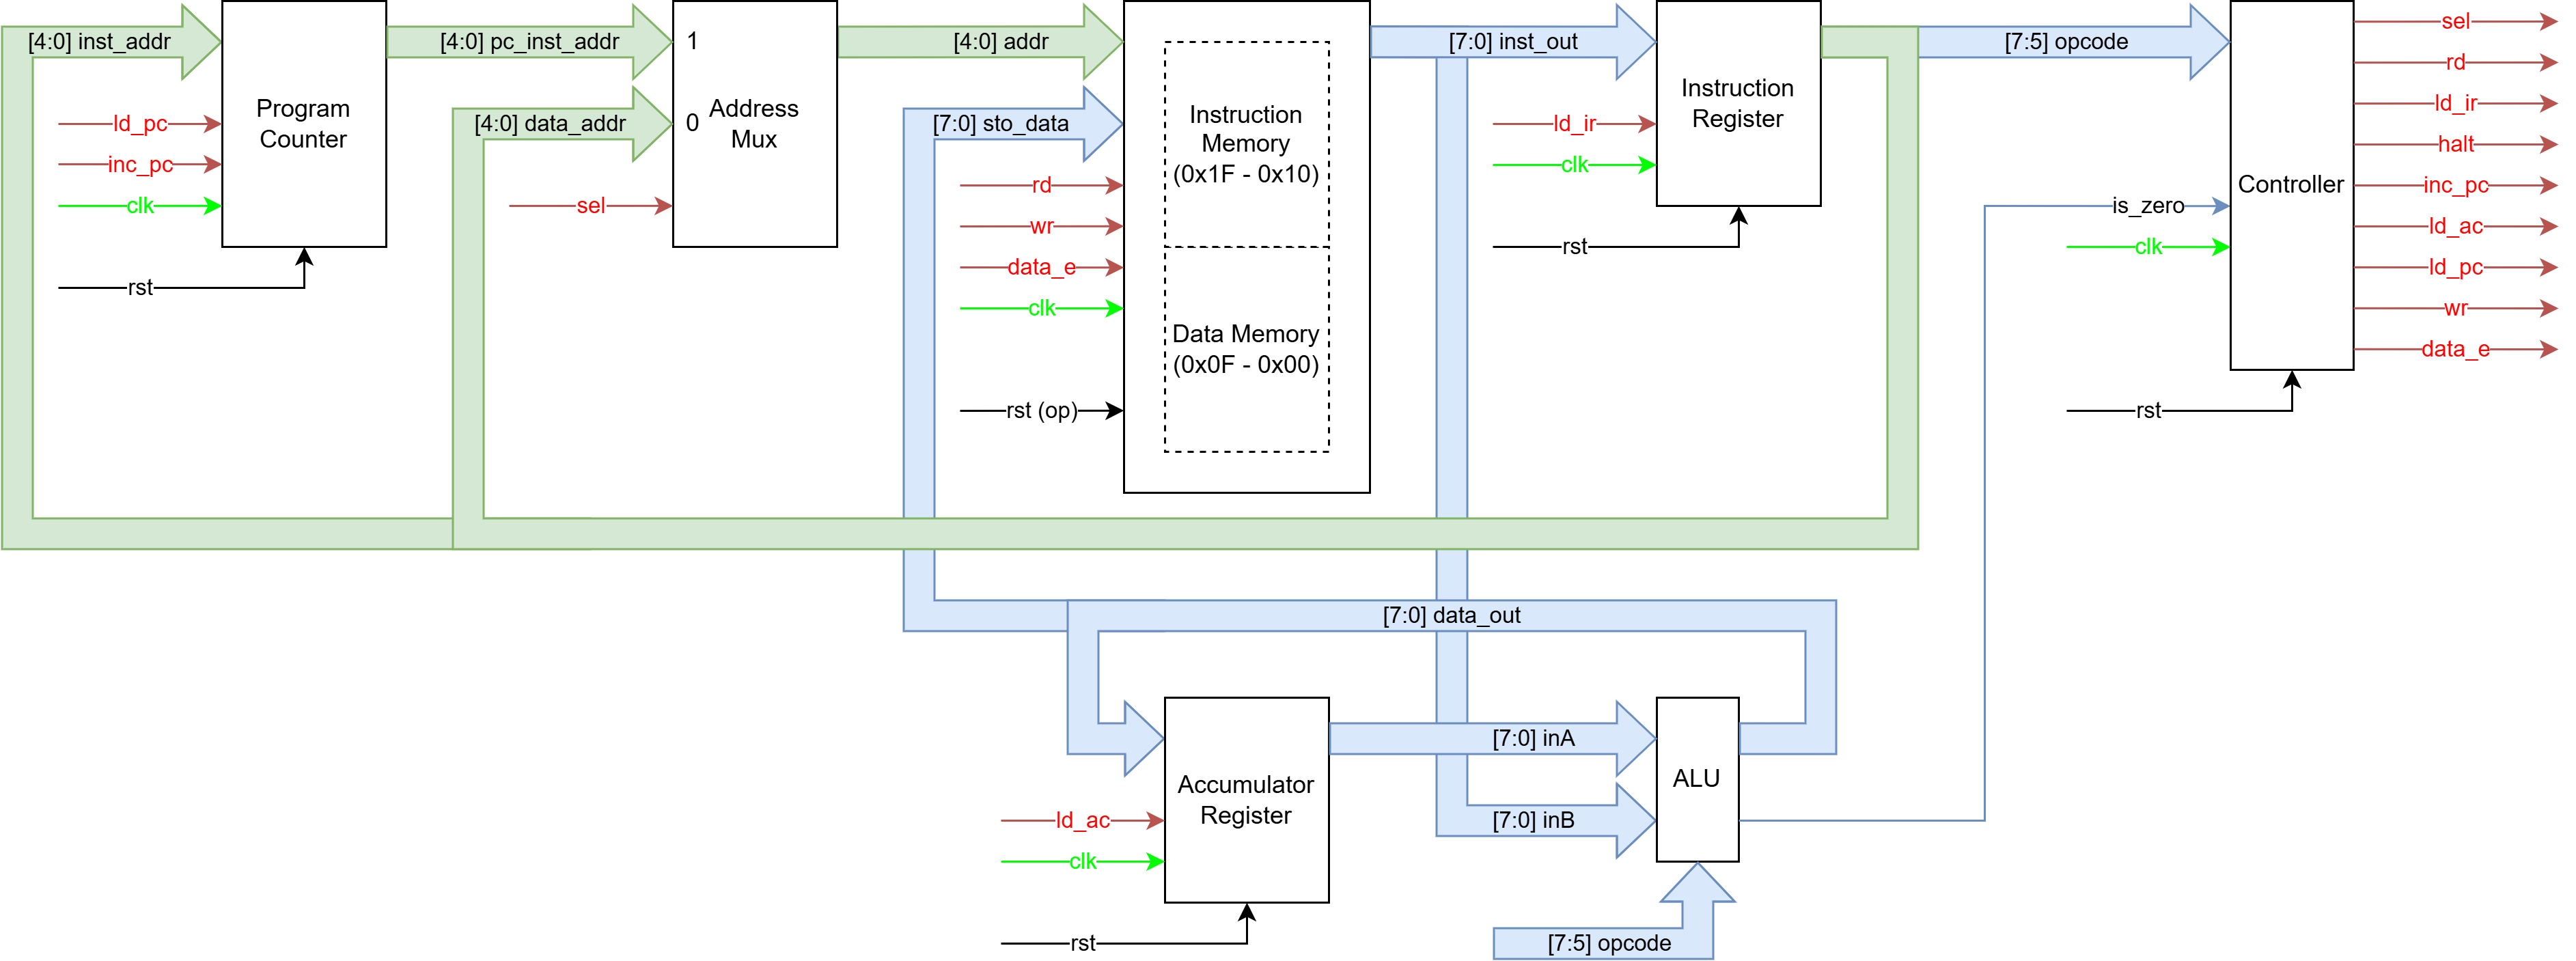 [4:0] inst_addr
ld_pc
inc_pc
clk
rst
Program
Counter
[4:0] pc_inst_addr
[4:0] data_addr
sel
1
0
Address
Mux
[4:0] addr
[7:0] sto_data
rd
wr
data_e
clk
rst (op)
Instruction
Memory
(0x1F - 0x10)
Data Memory
(0x0F - 0x00)
[7:0] inst_out
ld_ir
clk
rst
Instruction
Register
[7:5] opcode
is_zero
clk
rst
Controller
sel
rd
ld_ir
halt
inc_pc
ld_ac
ld_pc
wr
data_e
[7:0] data_out
ld_ac
clk
rst
Accumulator
Register
[7:0] inA
[7:0] inB
ALU
[7:5] opcode